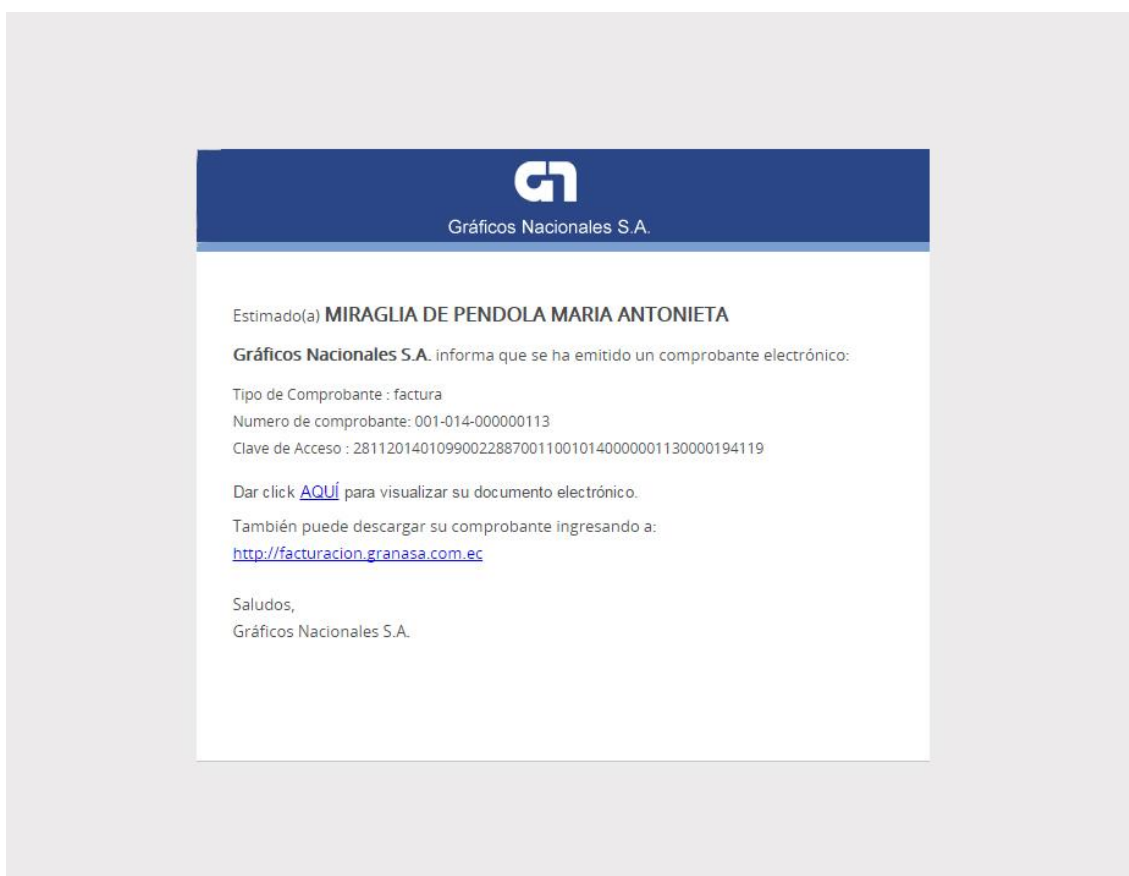 Gráficos Nacionales S.A.
Estimado(a) MIRAGLIA DE PENDOLA MARIA ANTONIETA
Gráficos Nacionales S.A. informa que se ha emitido un comprobante electrónico:
Tipo de Comprobante : factura
Numero de comprobante: 001-014-000000113
Clave de Acceso : 2811201401099002288700110010140000001130000194119
Dar click AQUÍ para visualizar su documento electrónico.
También puede descargar su comprobante ingresando a:
http://facturacion.granasa.com.ec
Saludos,
Gráficos Nacionales S.A.